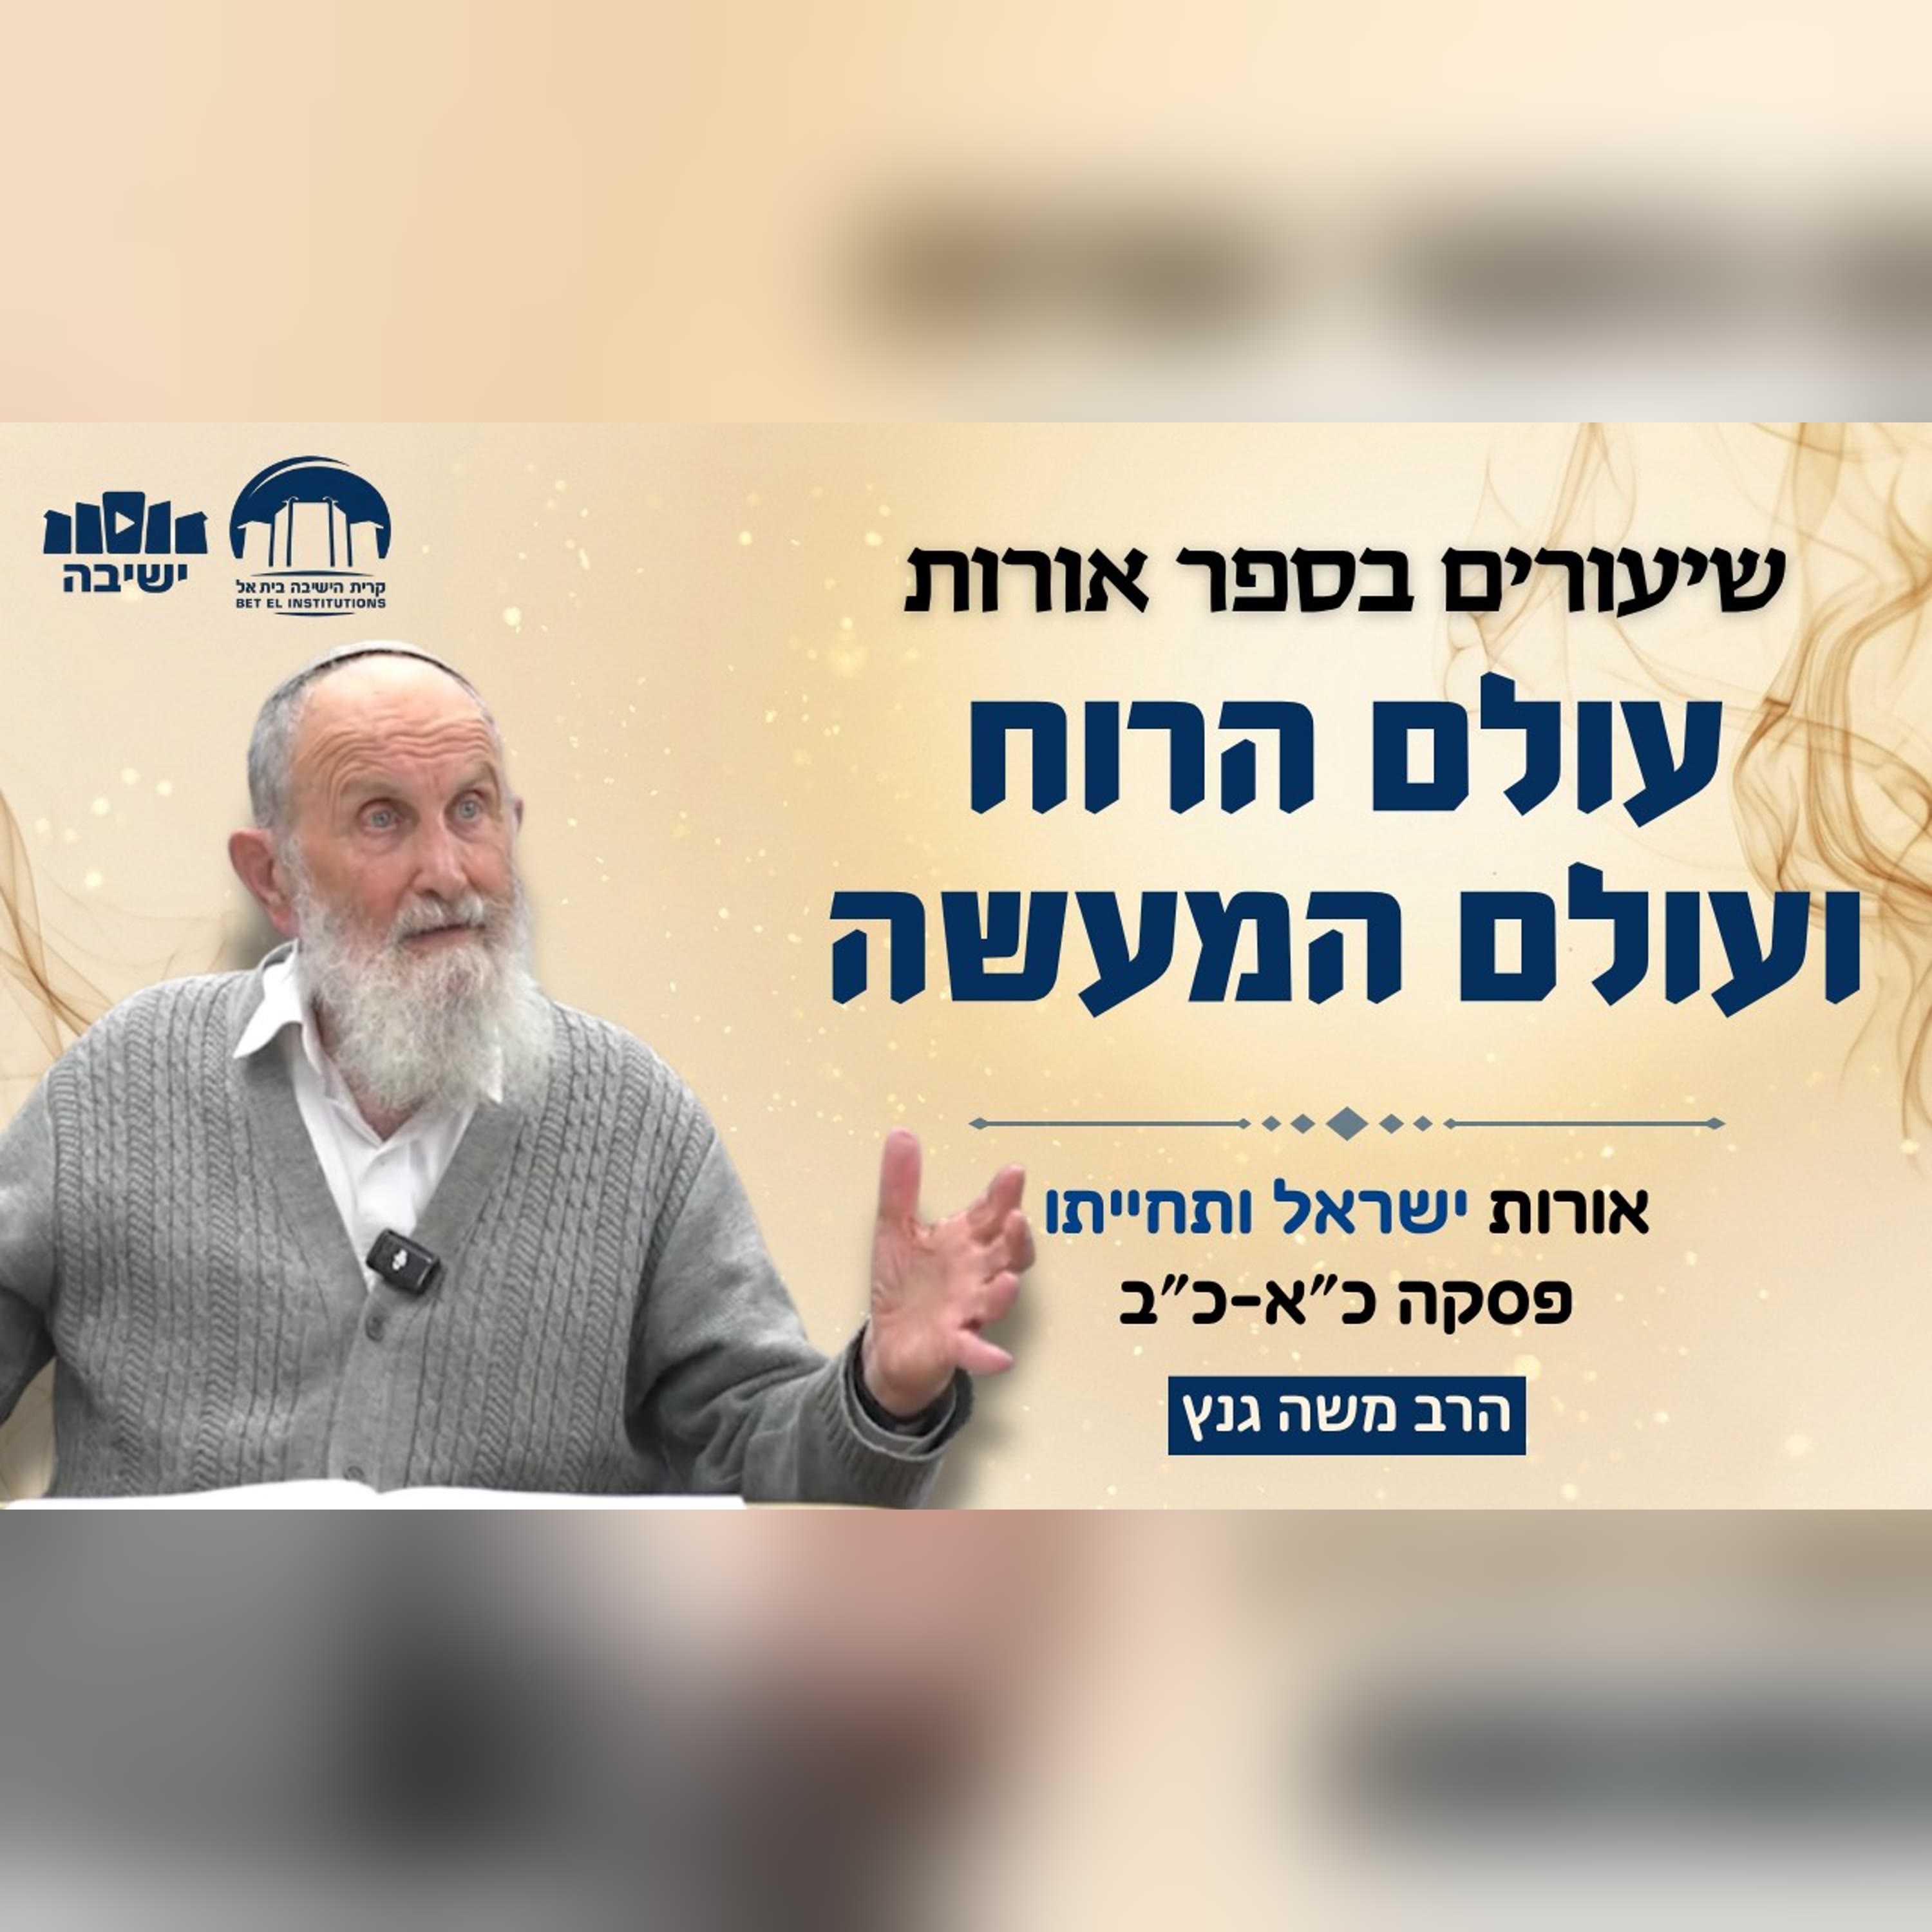 ישיבה
קרית הישיבה בית אל
BET EL INSTITUTIONS
שיעורים בספר אורות
עולם הרוח
ועולם המעשה
אורות ישראל ותחייתו
פסקה כ"א-כ"ב
הרב משה גנץ